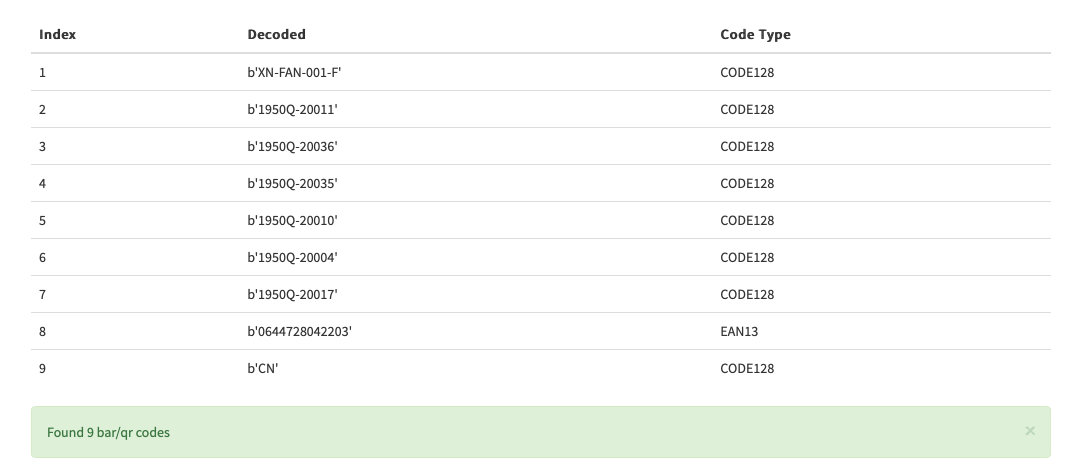 Index Decoded Code Type
1 b'XN-FAN-001-F' CODE128
2 b'1950Q-20011' CODE128
3 b'1950Q-20036' CODE128
4 b'1950Q-20035' CODE128
5 b'1950Q-20010' CODE128
6 b'1950Q-20004' CODE128
7 b'1950Q-20017' CODE128
8 b'0644728042203' EAN13
9 b'CN' CODE128
Found 9 bar/qr codes ×